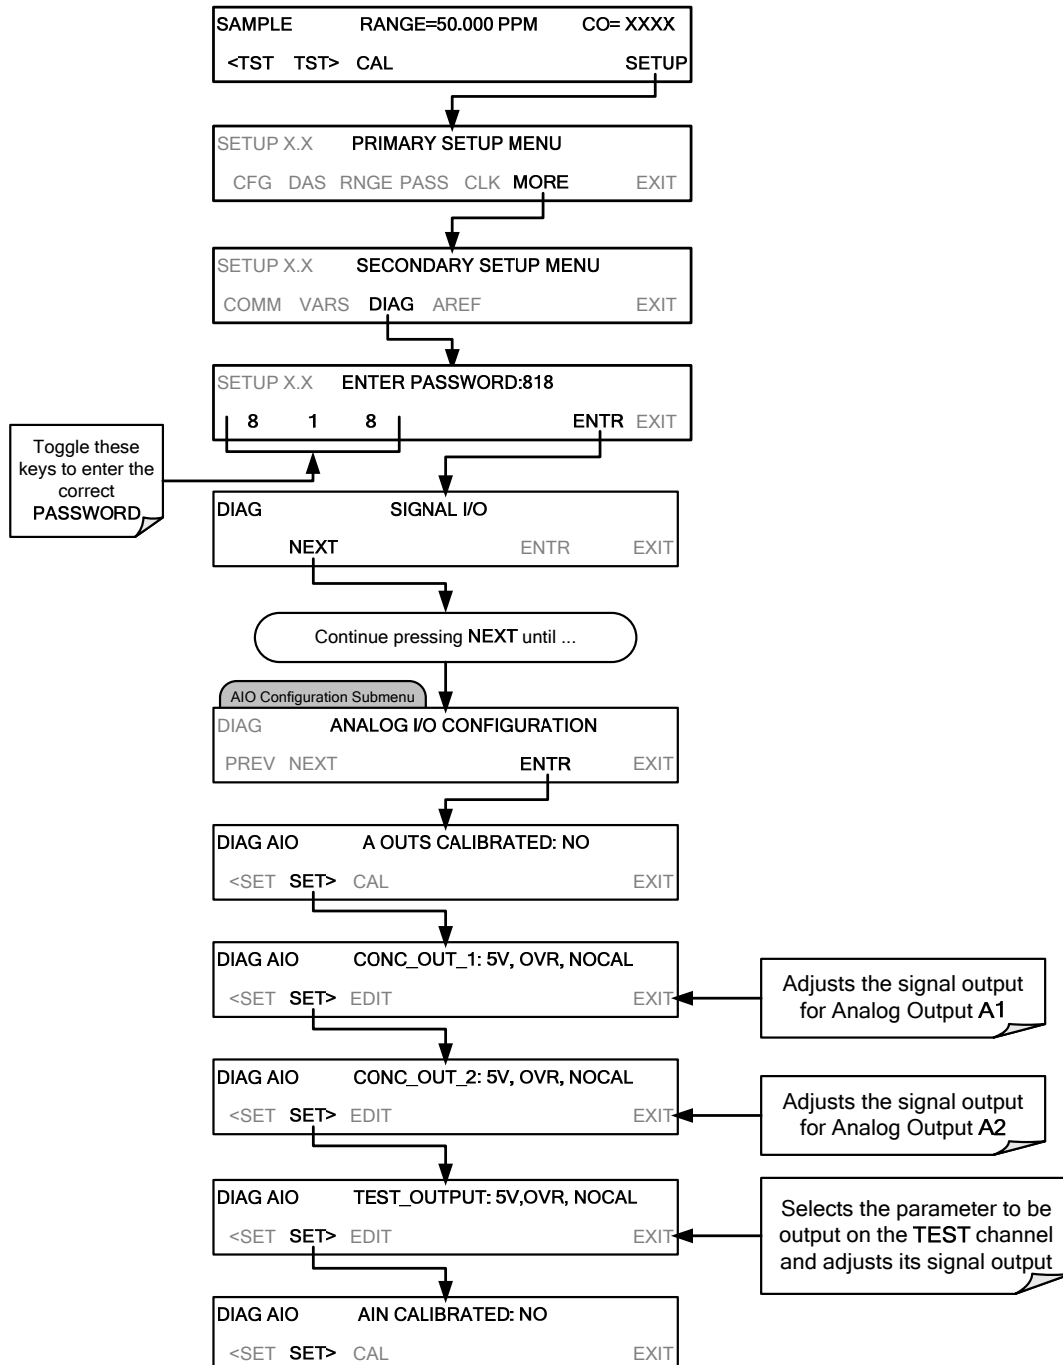 SAMPLE RANGE=50.000 PPM CO= XXXX
<TST TST> CAL SETUP
SETUP X.X PRIMARY SETUP MENU
CFG DAS RNGE PASS CLK MORE EXIT
SETUP X.X SECONDARY SETUP MENU
COMM VARS DIAG AREF EXIT
SETUP X.X ENTER PASSWORD:818
8 1 8 ENTR EXIT
Toggle these
keys to enter the
correct
PASSWORD
DIAG SIGNAL I/O
NEXT ENTR EXIT
Continue pressing NEXT until ...
AIO Configuration Submenu
DIAG ANALOG I/O CONFIGURATION
PREV NEXT ENTR EXIT
DIAG AIO A OUTS CALIBRATED: NO
<SET SET> CAL EXIT
DIAG AIO CONC_OUT_1: 5V, OVR, NOCAL
<SET SET> EDIT EXIT
Adjusts the signal output
for Analog Output A1
DIAG AIO CONC_OUT_2: 5V, OVR, NOCAL
<SET SET> EDIT EXIT
Adjusts the signal output
for Analog Output A2
DIAG AIO TEST_OUTPUT: 5V,OVR, NOCAL
<SET SET> EDIT EXIT
Selects the parameter to be
output on the TEST channel
and adjusts its signal output
DIAG AIO AIN CALIBRATED: NO
<SET SET> CAL EXIT